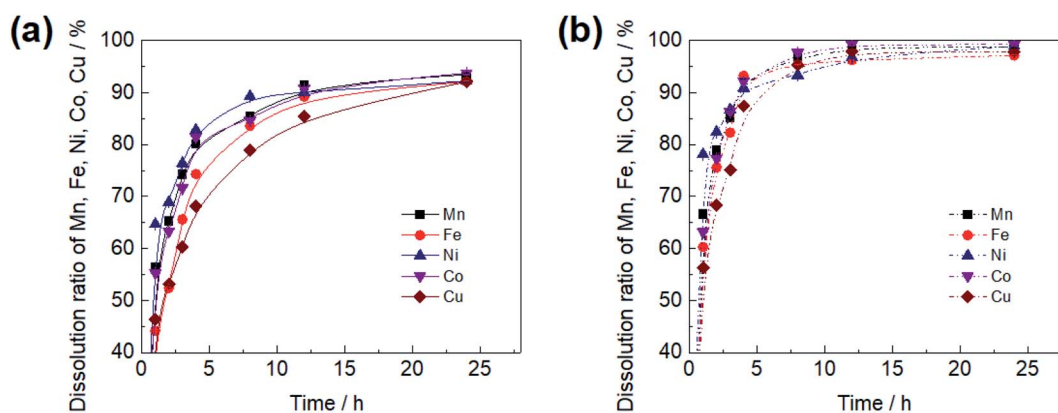 (a)
Dissolution ratio of Mn, Fe, Ni, Co, Cu / %
100
90
80
70
60
50
40
0
5
10
15
20
25
Time / h
Mn
Fe
Ni
Co
Cu
(b)
Dissolution ratio of Mn, Fe, Ni, Co, Cu / %
100
90
80
70
60
50
40
0
5
10
15
20
25
Time / h
Mn
Fe
Ni
Co
Cu